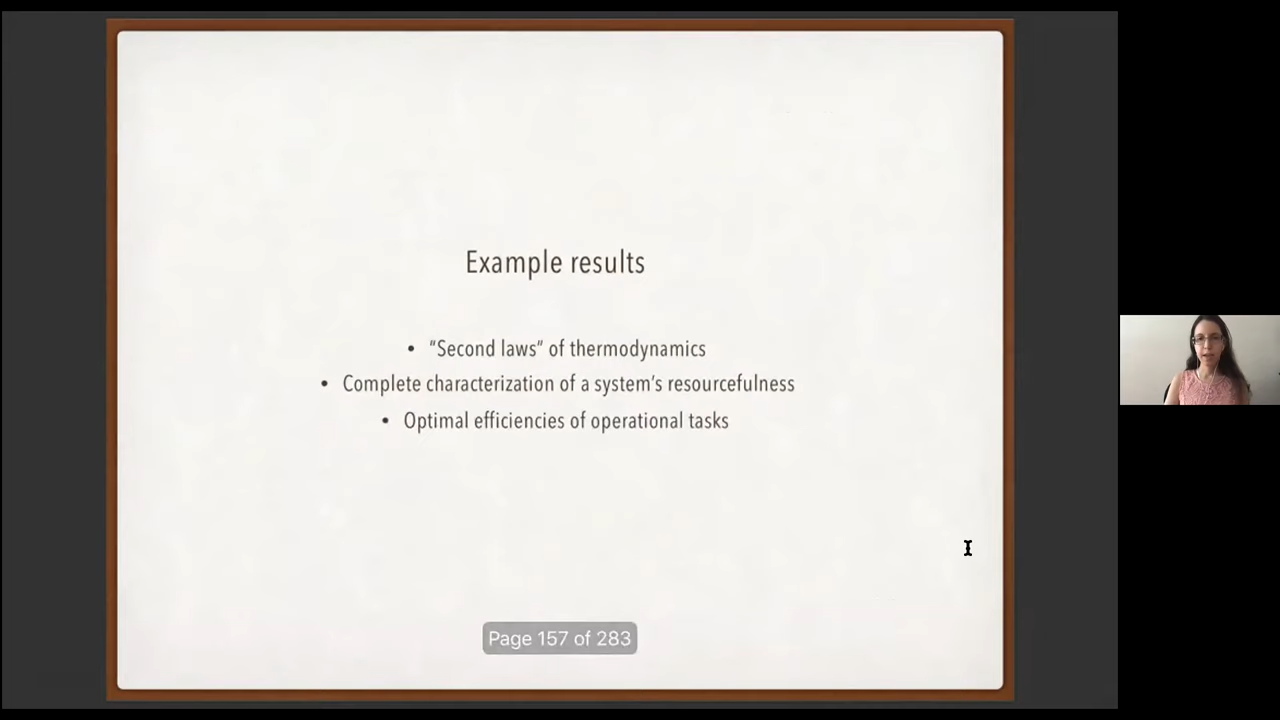 Example results
• “Second laws“ of thermodynamics
• Complete characterization of a system’s resourcefulness
• Optimal efficiencies of operational tasks
Page 157 of 283